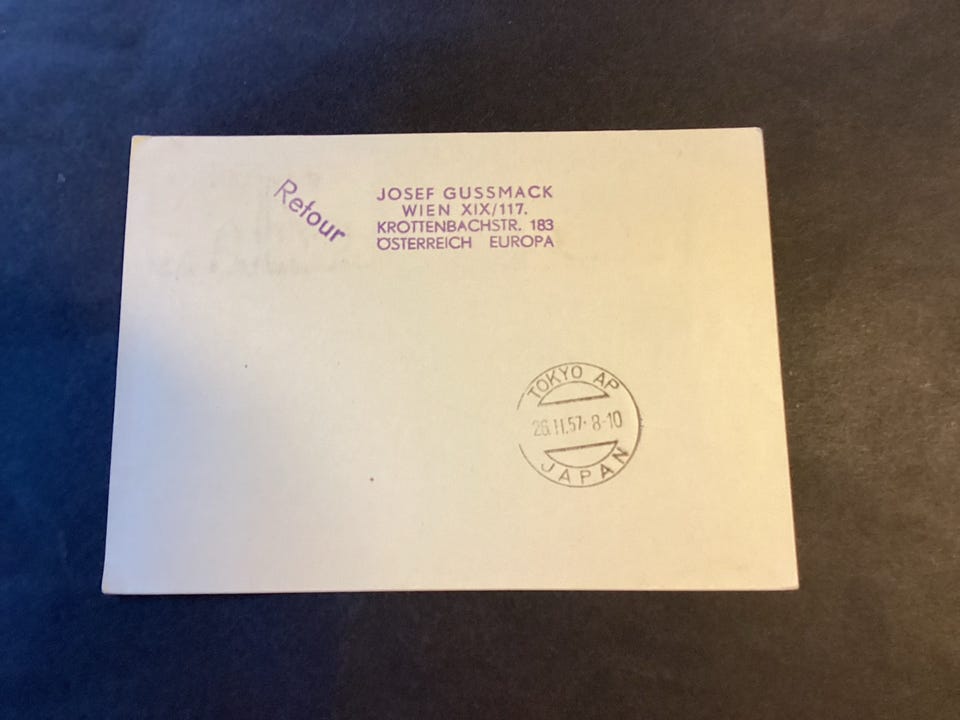 Retour
JOSEF GUSSMACK
WIEN XIX/117.
KROTTENBACHSTR. 183
ÖSTERREICH EUROPA
TOKYO AP
26.II.57. 8-10
JAPAN